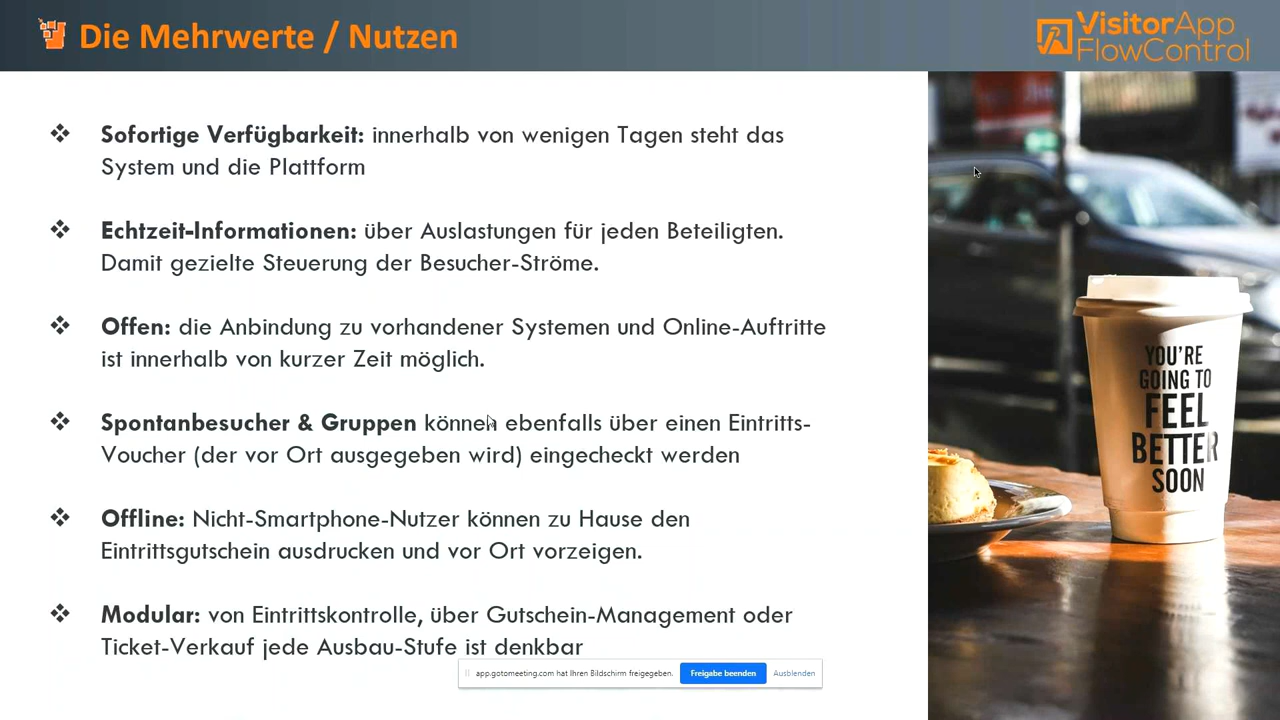 Die Mehrwerte / Nutzen
VisitorApp
FlowControl
Sofortige Verfügbarkeit: innerhalb von wenigen Tagen steht das
System und die Plattform
Echtzeit-Informationen: über Auslastungen für jeden Beteiligten.
Damit gezielte Steuerung der Besucher-Ströme.
Offen: die Anbindung zu vorhandener Systemen und Online-Auftritte
ist innerhalb von kurzer Zeit möglich.
Spontanbesucher & Gruppen können ebenfalls über einen Eintritts-
Voucher (der vor Ort ausgegeben wird) eingecheckt werden
Offline: Nicht-Smartphone-Nutzer können zu Hause den
Eintrittsgutschein ausdrucken und vor Ort vorzeigen.
Modular: von Eintrittskontrolle, über Gutschein-Management oder
Ticket-Verkauf jede Ausbau-Stufe ist denkbar
YOU'RE
GOING TO
FEEL
BETTER
SOON
app.gotomeeting.com hat Ihren Bildschirm freigegeben.
Freigabe beenden
Ausblenden